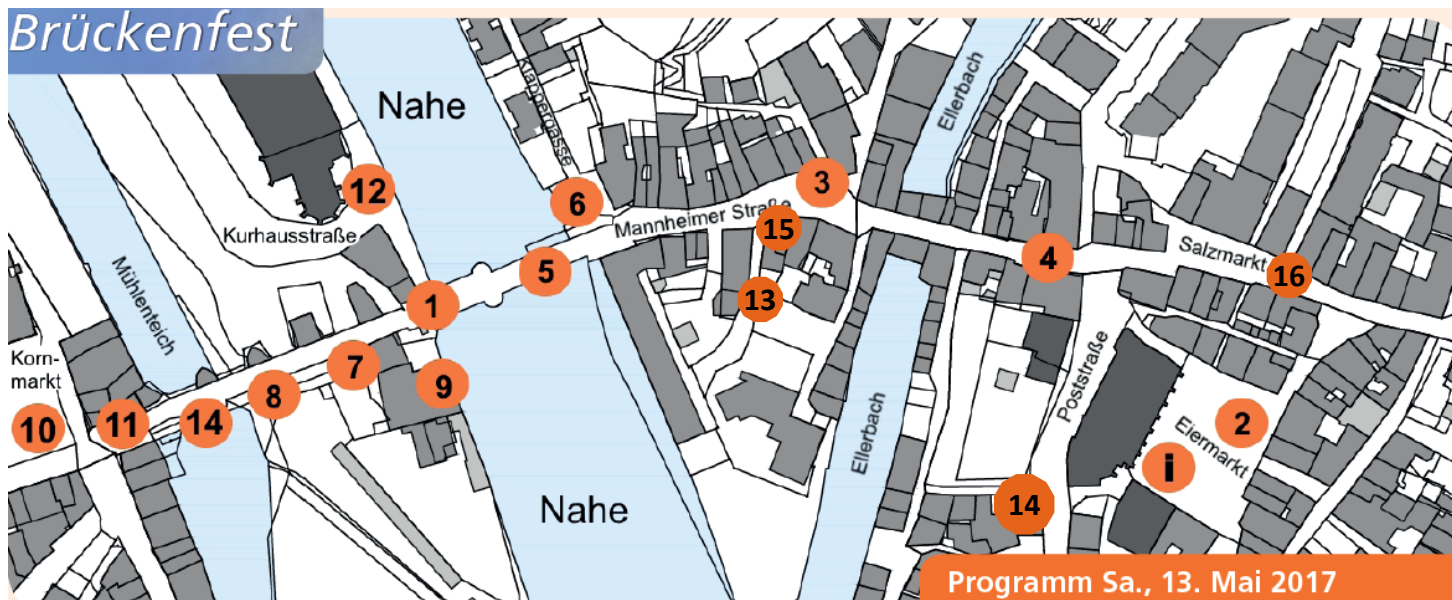 Brückenfest
Nahe
Klappergasse
Ellerbach
12
3
6
Mannheimer Straße
15
Kurhausstraße
Salzmarkt
4
5
16
Mühlenteich
1
13
Korn-
markt
7
Poststraße
8
9
10
11
14
2
Eiermarkt
Ellerbach
i
Nahe
14
Programm Sa., 13. Mai 2017